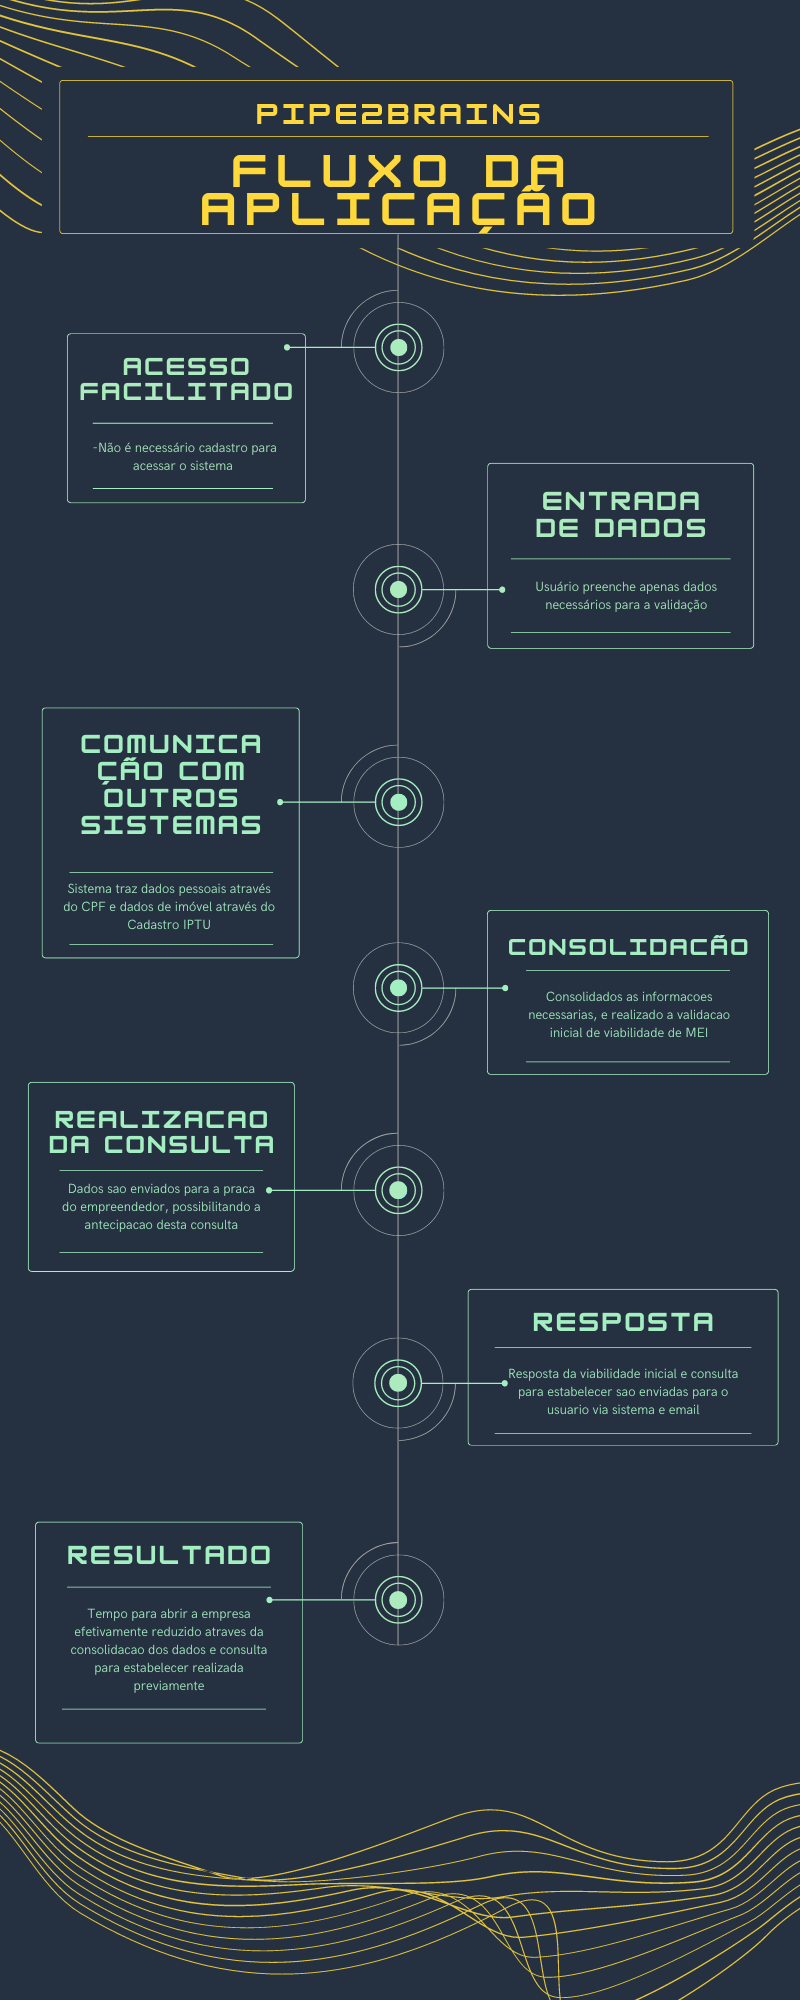 PIPE2BRAINS
FLUXO DA
APLICAÇÃO
ACESSO
FACILITADO
-Não é necessário cadastro para
acessar o sistema
ENTRADA
DE DADOS
Usuário preenche apenas dados
necessários para a validação
COMUNICA
ÇÃO COM
OUTROS
SISTEMAS
Sistema traz dados pessoais através
do CPF e dados de imóvel através do
Cadastro IPTU
CONSOLIDACÃO
Consolidados as informacoes
necessarias, e realizado a validacao
inicial de viabilidade de MEI
REALIZACAO
DA CONSULTA
Dados sao enviados para a praca
do empreendedor, possibilitando a
antecipacao desta consulta
RESPOSTA
Resposta da viabilidade inicial e consulta
para estabelecer sao enviadas para o
usuario via sistema e email
RESULTADO
Tempo para abrir a empresa
efetivamente reduzido atraves da
consolidacao dos dados e consulta
para estabelecer realizada
previamente